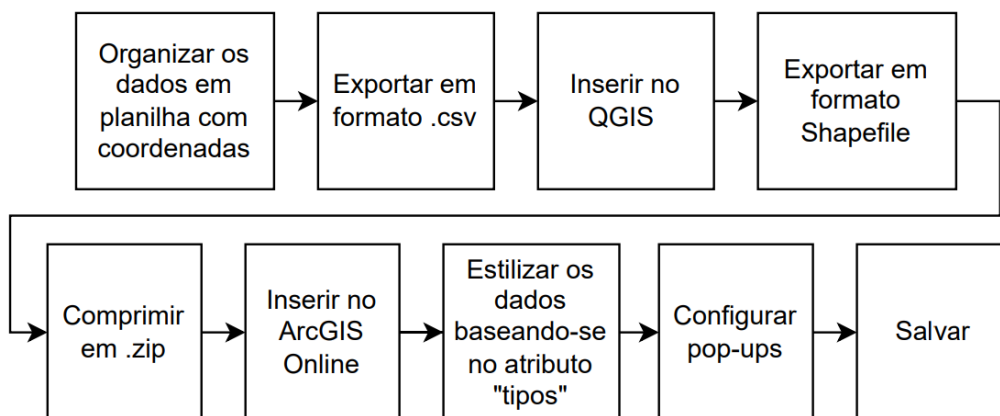 Organizar os
dados em
planilha com
coordenadas
Exportar em
formato .csv
Inserir no
QGIS
Exportar em
formato
Shapefile
Comprimir
em .zip
Inserir no
ArcGIS
Online
Estilizar os
dados
baseando-se
no atributo
"tipos"
Configurar
pop-ups
Salvar